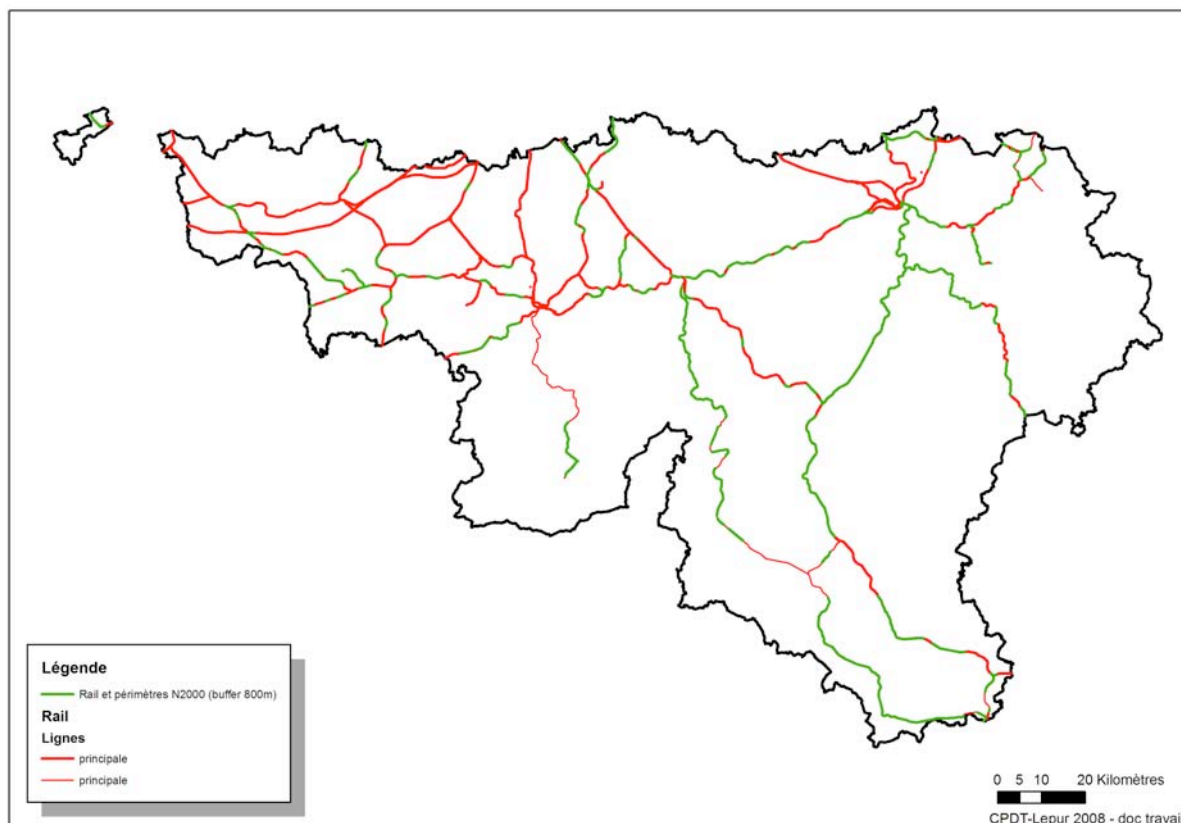 Légende
Rail et périmètres N2000 (buffer 800m)
Rail
Lignes
principale
principale
0 5 10 20 Kilomètres
CPDT-Lepur 2008 - doc travail